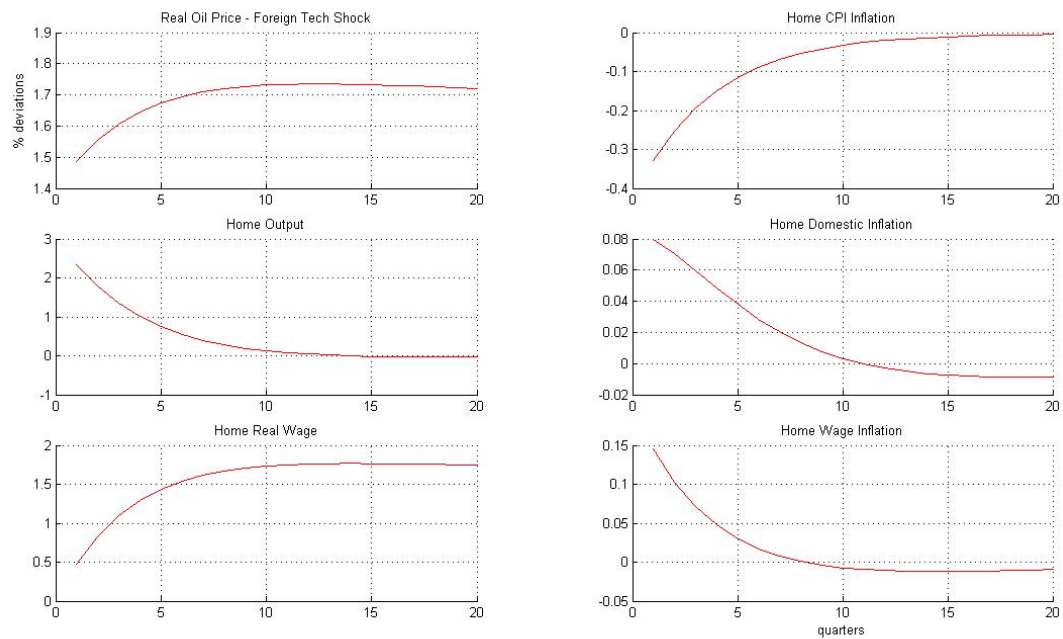 Real Oil Price - Foreign Tech Shock
1.9
1.8
1.7
1.6
1.5
1.4
% deviations
0 5 10 15 20
Home CPI Inflation
0
-0.1
-0.2
-0.3
-0.4
0 5 10 15 20
Home Output
3
2
1
0
-1
0 5 10 15 20
Home Domestic Inflation
0.08
0.06
0.04
0.02
0
-0.02
0 5 10 15 20
Home Real Wage
2
1.5
1
0.5
0
0 5 10 15 20
Home Wage Inflation
0.15
0.1
0.05
0
-0.05
0 5 10 15 20
quarters